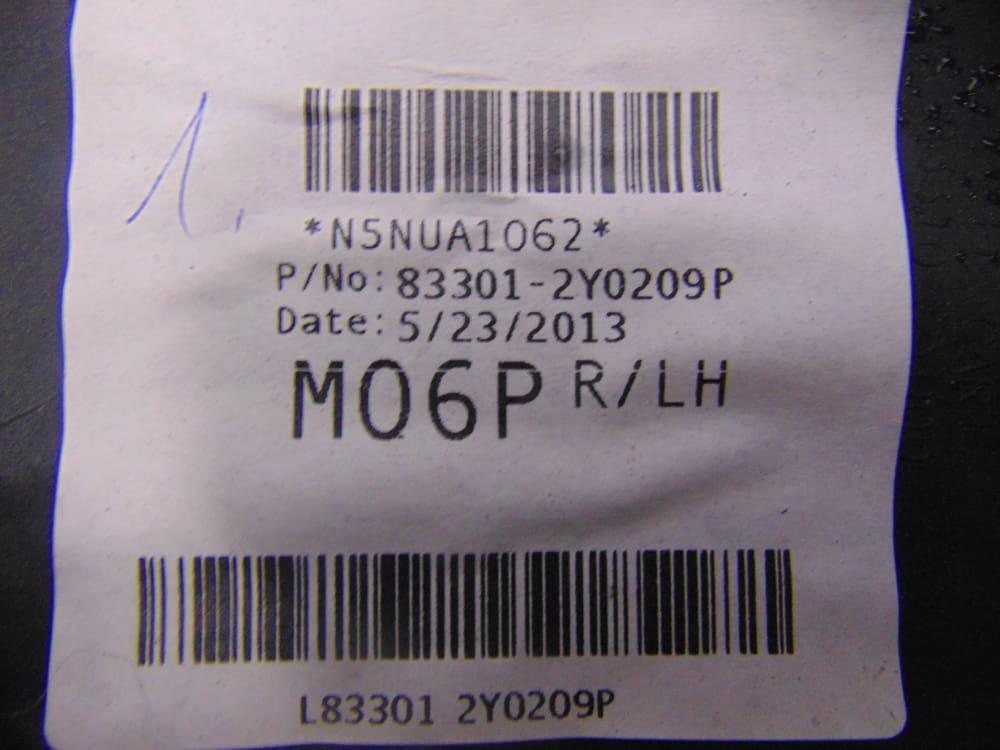 1.
*N5NUA1062*
P/No: 83301-2Y0209P
Date: 5/23/2013
M06P R/LH
L83301 2Y0209P